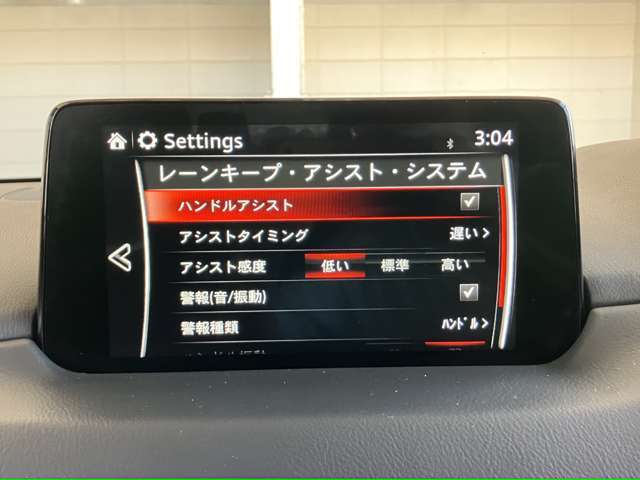 Settings
3:04
レーンキープ・アシスト・システム
ハンドルアシスト
アシストタイミング 遅い
アシスト感度 低い 標準 高い
警報(音/振動)
警報種類 ﾊﾝﾄﾞﾙ